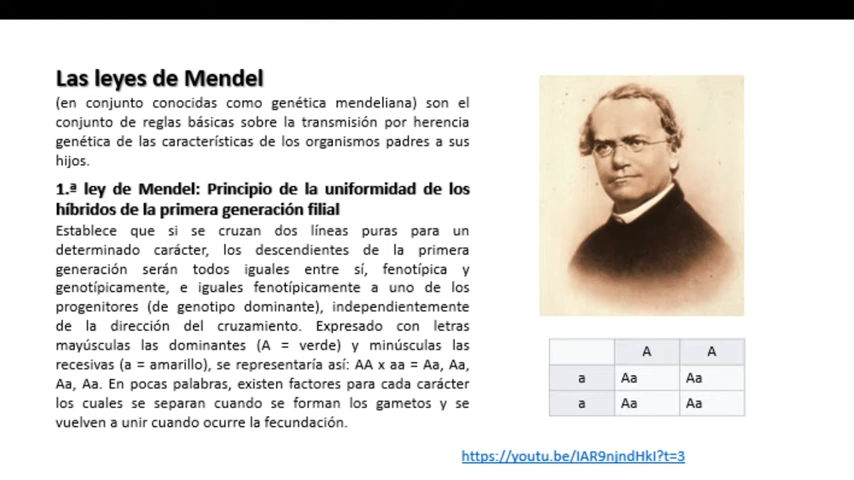 Las leyes de Mendel
(en conjunto conocidas como genética mendeliana) son el
conjunto de reglas básicas sobre la transmisión por herencia
genética de las características de los organismos padres a sus
hijos.
1.ª ley de Mendel: Principio de la uniformidad de los
híbridos de la primera generación filial
Establece que si se cruzan dos líneas puras para un
determinado carácter, los descendientes de la primera
generación serán todos iguales entre sí, fenotípica y
genotípicamente, e iguales fenotípicamente a uno de los
progenitores (de genotipo dominante), independientemente
de la dirección del cruzamiento. Expresado con letras
mayúsculas las dominantes (A = verde) y minúsculas las
recesivas (a = amarillo), se representaría así: AA x aa = Aa, Aa,
Aa, Aa. En pocas palabras, existen factores para cada carácter
los cuales se separan cuando se forman los gametos y se
vuelven a unir cuando ocurre la fecundación.
A A
a Aa Aa
a Aa Aa
https://youtu.be/IAR9njndHkI?t=3